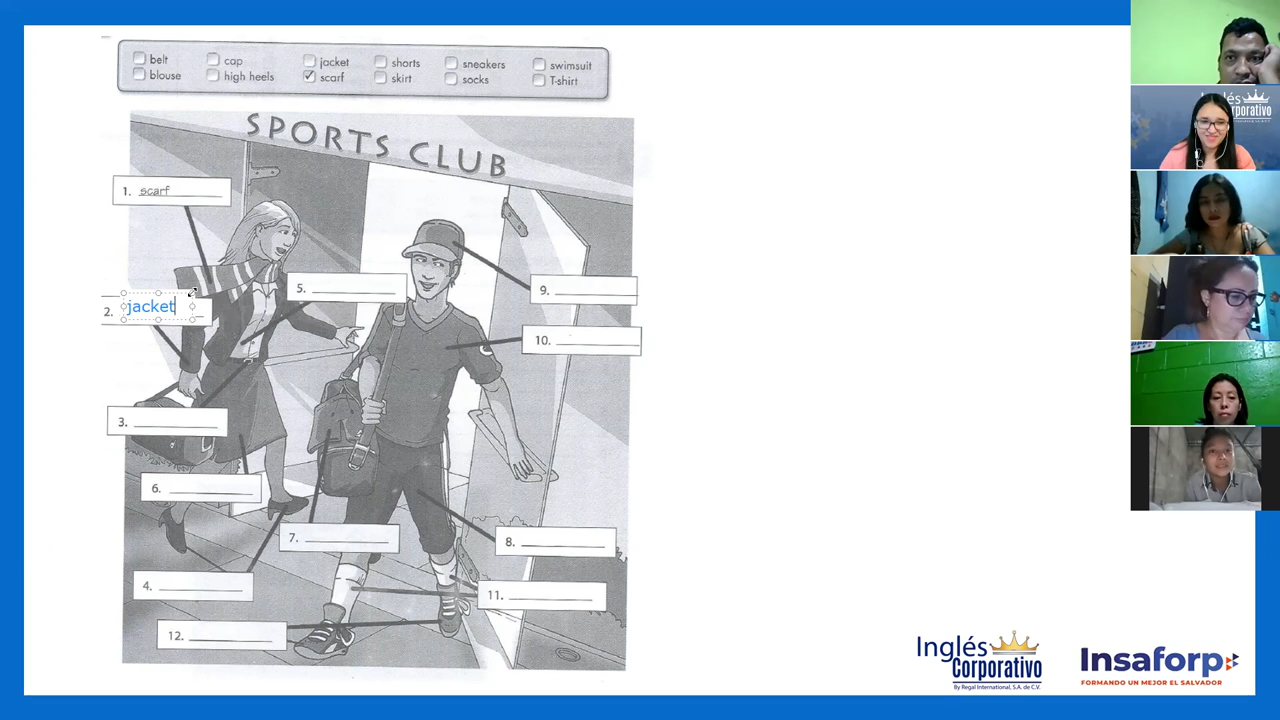 belt cap jacket shorts sneakers swimsuit
blouse high heels scarf skirt socks T-shirt
SPORTS CLUB
1. scarf
5.
9.
2. jacket
10.
3.
6.
7.
8.
4.
11.
12.
Inglés
Corporativo
Inglés
Corporativo
By Regal International, S.A. de C.V.
Insaforp
FORMANDO UN MEJOR EL SALVADOR